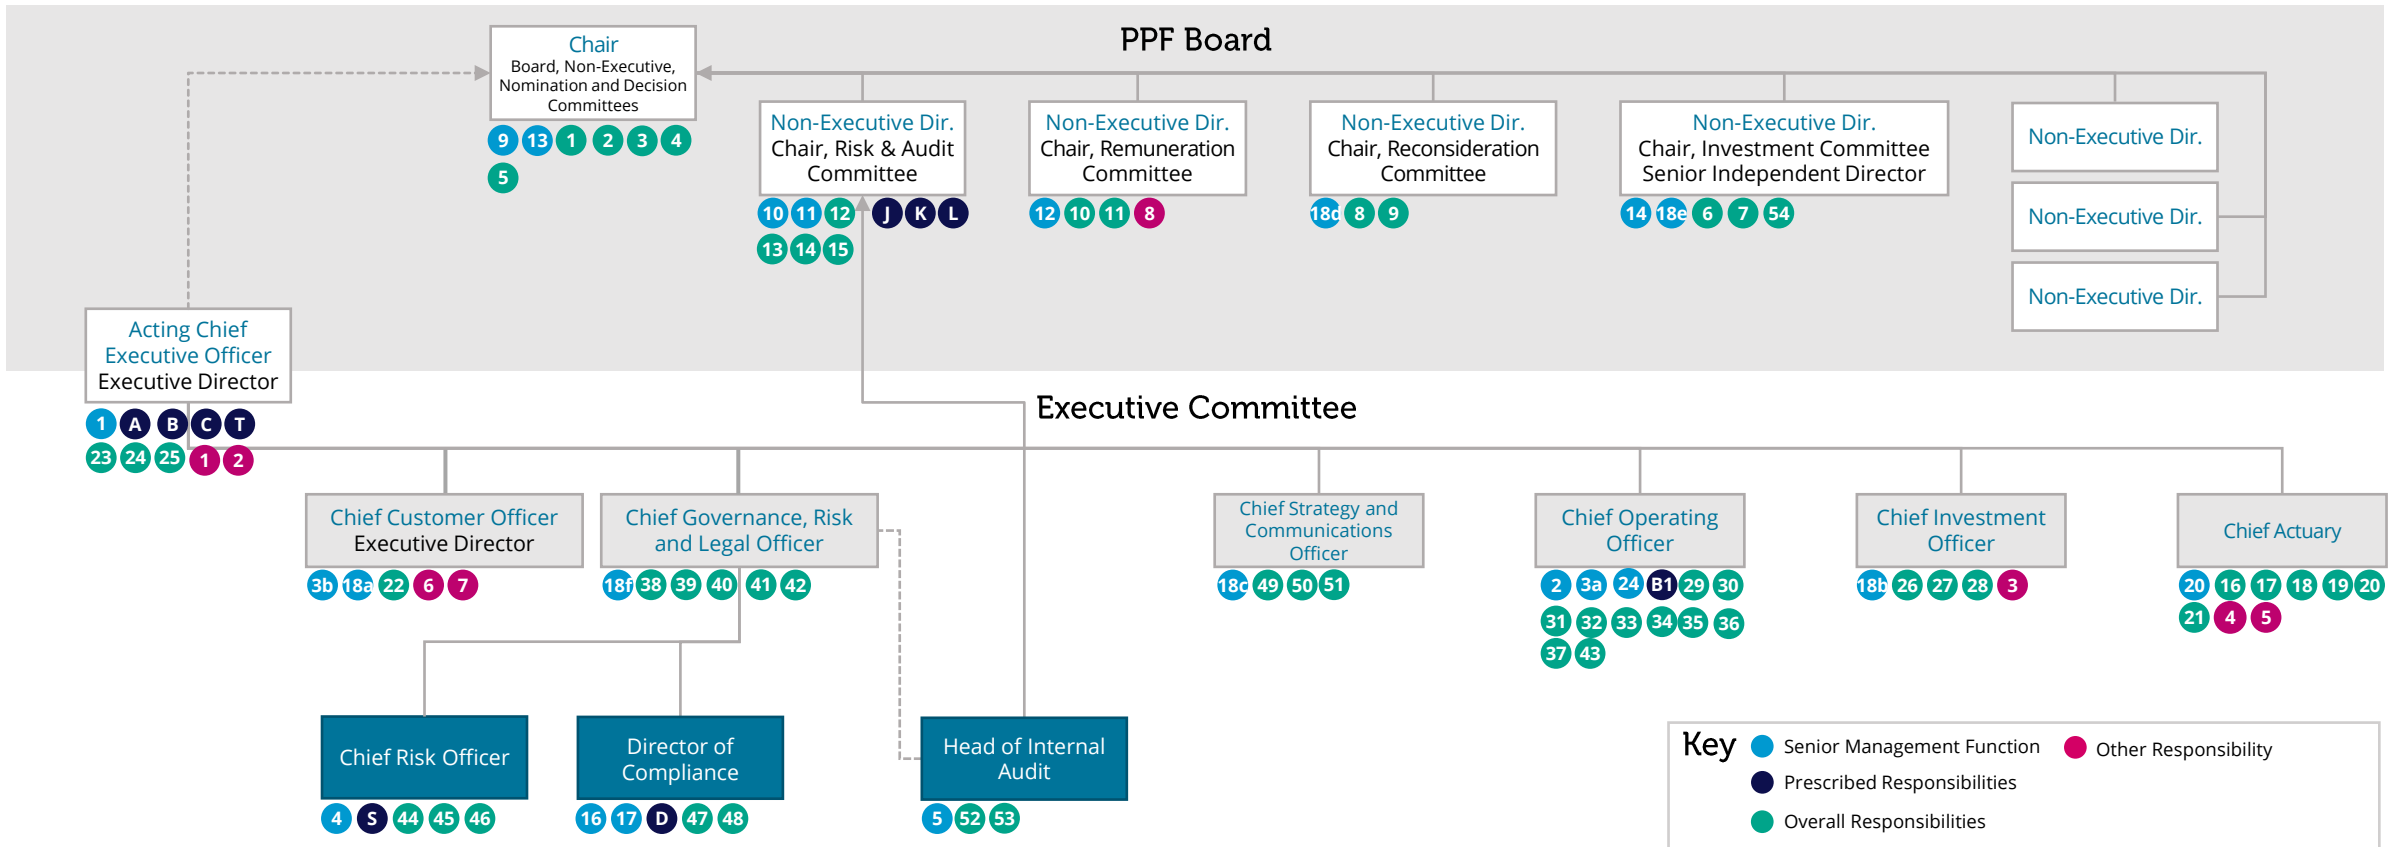 PPF Board
Chair
Board, Non-Executive,
Nomination and Decision
Committees
9 13 1 2 3 4
5
Non-Executive Dir.
Chair, Risk & Audit
Committee
10 11 12 J K L
13 14 15
Non-Executive Dir.
Chair, Remuneration
Committee
12 10 11 8
Non-Executive Dir.
Chair, Reconsideration
Committee
18d 8 9
Non-Executive Dir.
Chair, Investment Committee
Senior Independent Director
14 18e 6 7 54
Non-Executive Dir.
Non-Executive Dir.
Non-Executive Dir.
Acting Chief
Executive Officer
Executive Director
1 A B C T
23 24 25 1 2
Executive Committee
Chief Customer Officer
Executive Director
3b 18a 22 6 7
Chief Governance, Risk
and Legal Officer
18f 38 39 40 41 42
Chief Strategy and
Communications
Officer
18c 49 50 51
Chief Operating
Officer
2 3a 24 B1 29 30
31 32 33 34 35 36
37 43
Chief Investment
Officer
18b 26 27 28 3
Chief Actuary
20 16 17 18 19 20
21 4 5
Chief Risk Officer
4 S 44 45 46
Director of
Compliance
16 17 D 47 48
Head of Internal
Audit
5 52 53
Key
Senior Management Function
Other Responsibility
Prescribed Responsibilities
Overall Responsibilities